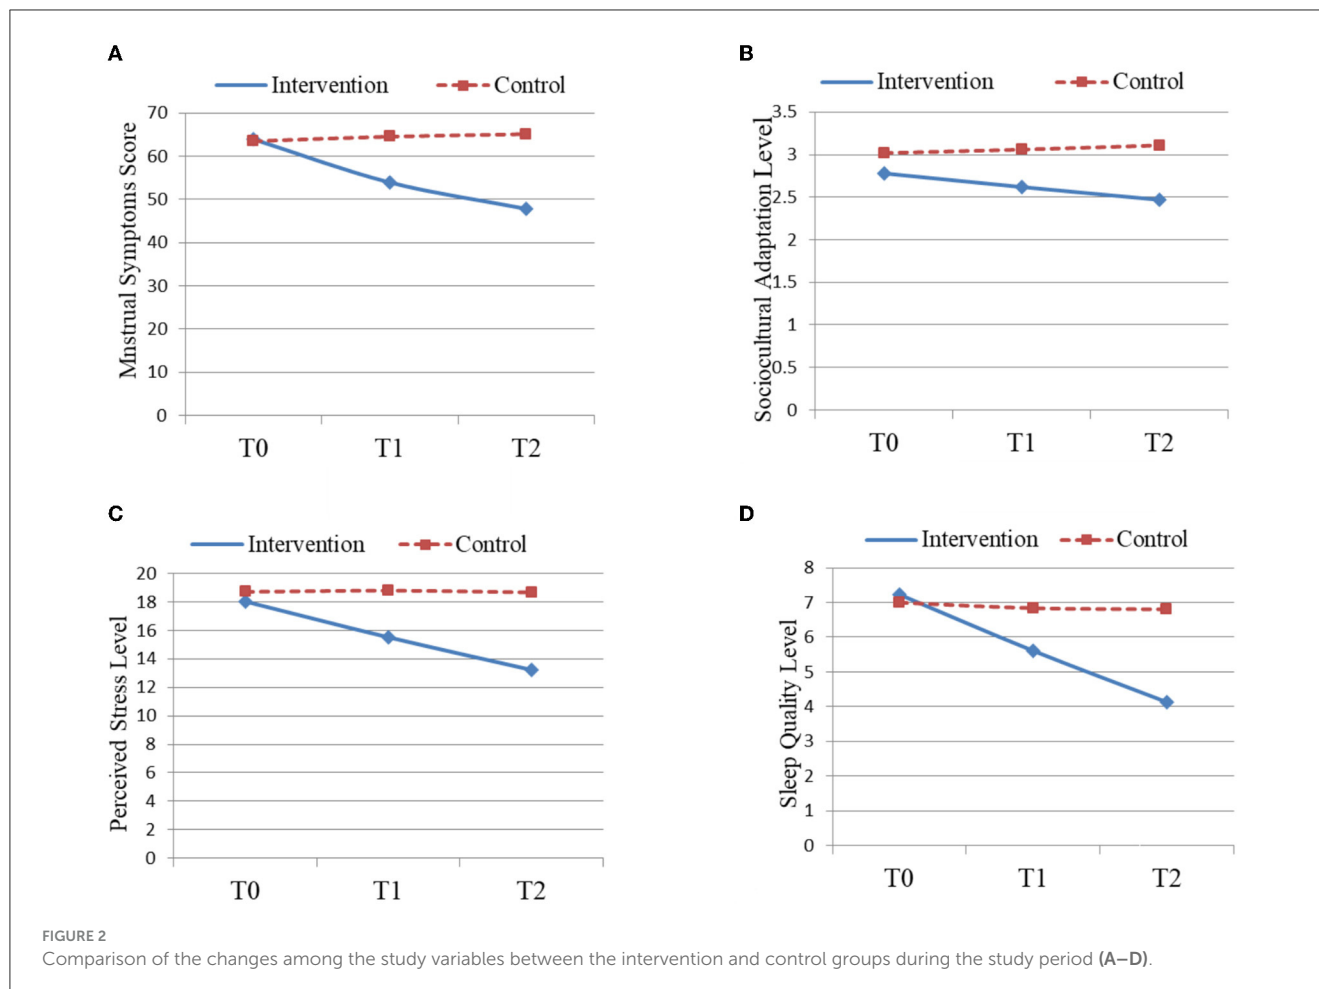 A
Intervention
Control
70
60
50
40
30
20
10
0
Mnstrual Symptoms Score
T0
T1
T2
B
Intervention
Control
3.5
3
2.5
2
1.5
1
0.5
0
Sociocultural Adaptation Level
T0
T1
T2
C
Intervention
Control
20
18
16
14
12
10
8
6
4
2
0
Perceived Stress Level
T0
T1
T2
D
Intervention
Control
8
7
6
5
4
3
2
1
0
Sleep Quality Level
T0
T1
T2
FIGURE 2
Comparison of the changes among the study variables between the intervention and control groups during the study period (A–D).